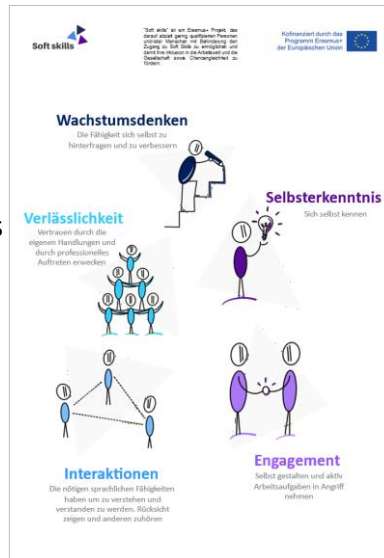 Soft skills
"Soft skills" ist ein Erasmus+ Projekt, das
darauf abzielt gering qualifizierten Personen
und/oder Menschen mit Behinderung den
Zugang zu Soft Skills zu ermöglichen und
damit ihre Inklusion in die Arbeitswelt und die
Gesellschaft sowie Chancengleichheit zu
fördern.
Kofinanziert durch das
Programm Erasmus+
der Europäischen Union
Wachstumsdenken
Die Fähigkeit sich selbst zu
hinterfragen und zu verbessern
Selbsterkenntnis
Sich selbst kennen
s
Verlässlichkeit
Vertrauen durch die
eigenen Handlungen und
durch professionelles
Auftreten erwecken
Interaktionen
Die nötigen sprachlichen Fähigkeiten
haben um zu verstehen und
verstanden zu werden. Rücksicht
zeigen und anderen zuhören
Engagement
Selbst gestalten und aktiv
Arbeitsaufgaben in Angriff
nehmen